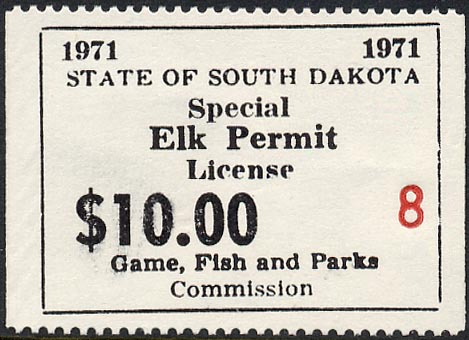 1971 1971
STATE OF SOUTH DAKOTA
Special
Elk Permit
License
$10.00 8
Game, Fish and Parks
Commission